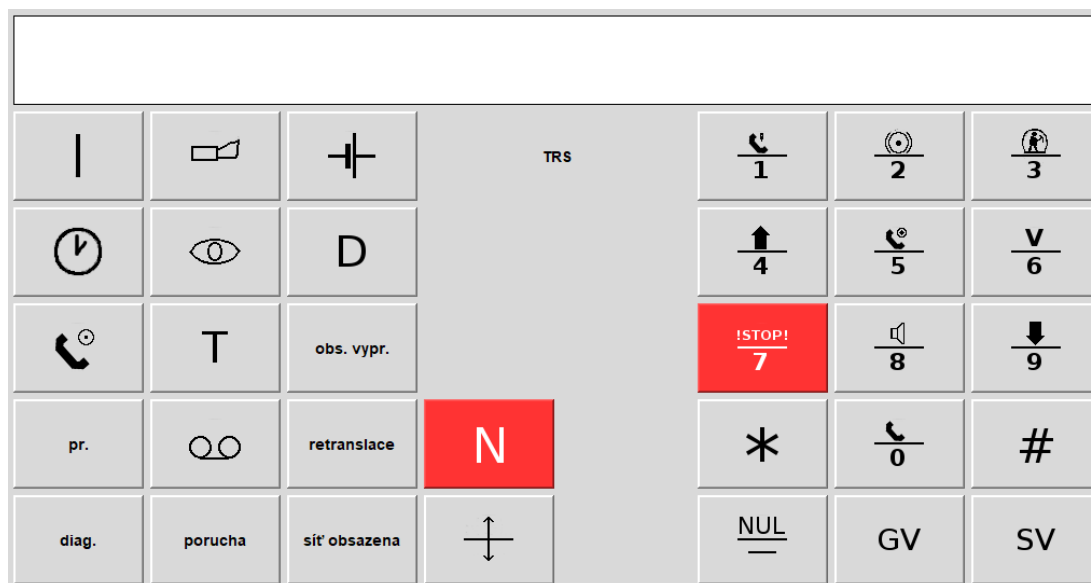 TRS
1 2 3
D
4 5 V 6
T obs. vypr.
!STOP! 7 8 9
pr. retranslace N
* 0 #
diag. porucha síť obsazena
NUL GV SV